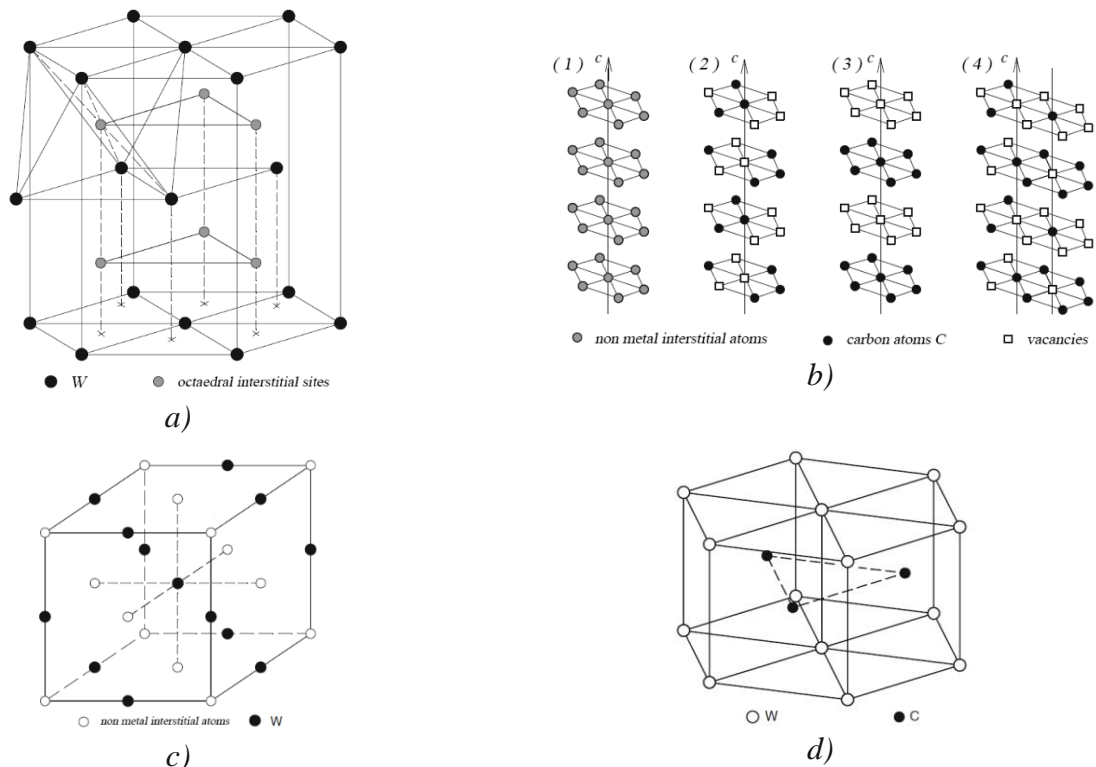 W
octaedral interstitial sites
a)
(1) c
(2) c
(3) c
(4) c
non metal interstitial atoms
carbon atoms C
vacancies
b)
non metal interstitial atoms
W
c)
W
C
d)